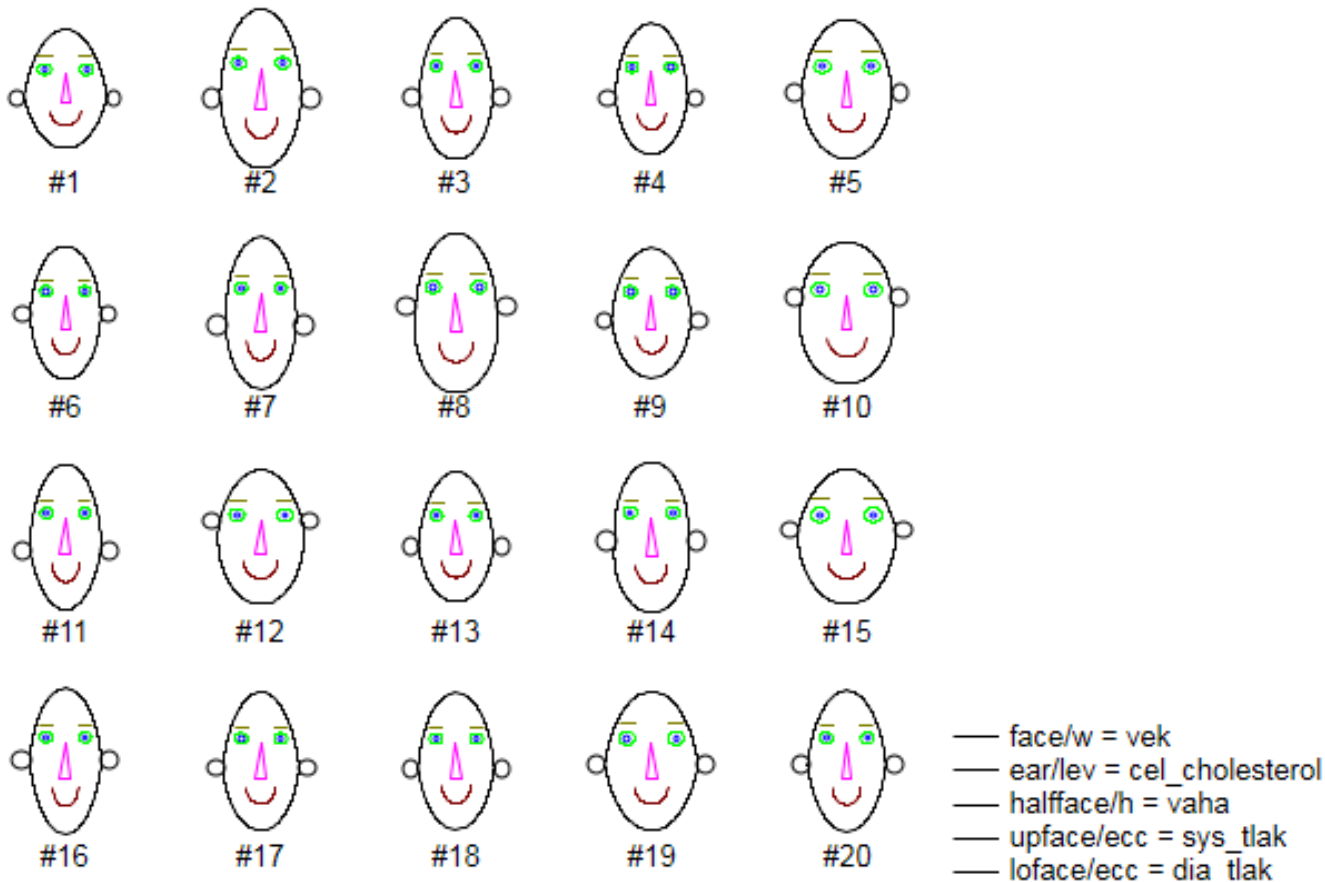 #1 #2 #3 #4 #5
#6 #7 #8 #9 #10
#11 #12 #13 #14 #15
#16 #17 #18 #19 #20
face/w = vek
ear/lev = cel_cholesterol
halfface/h = vaha
upface/ecc = sys_tlak
loface/ecc = dia_tlak